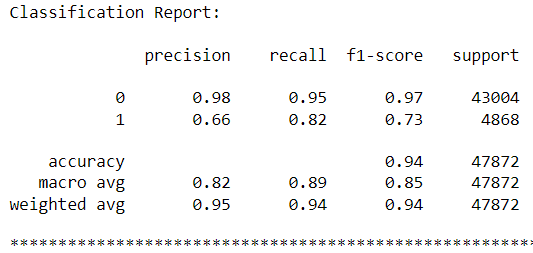 Classification Report:
precision recall f1-score support
0 0.98 0.95 0.97 43004
1 0.66 0.82 0.73 4868
accuracy 0.94 47872
macro avg 0.82 0.89 0.85 47872
weighted avg 0.95 0.94 0.94 47872
*******************************************************